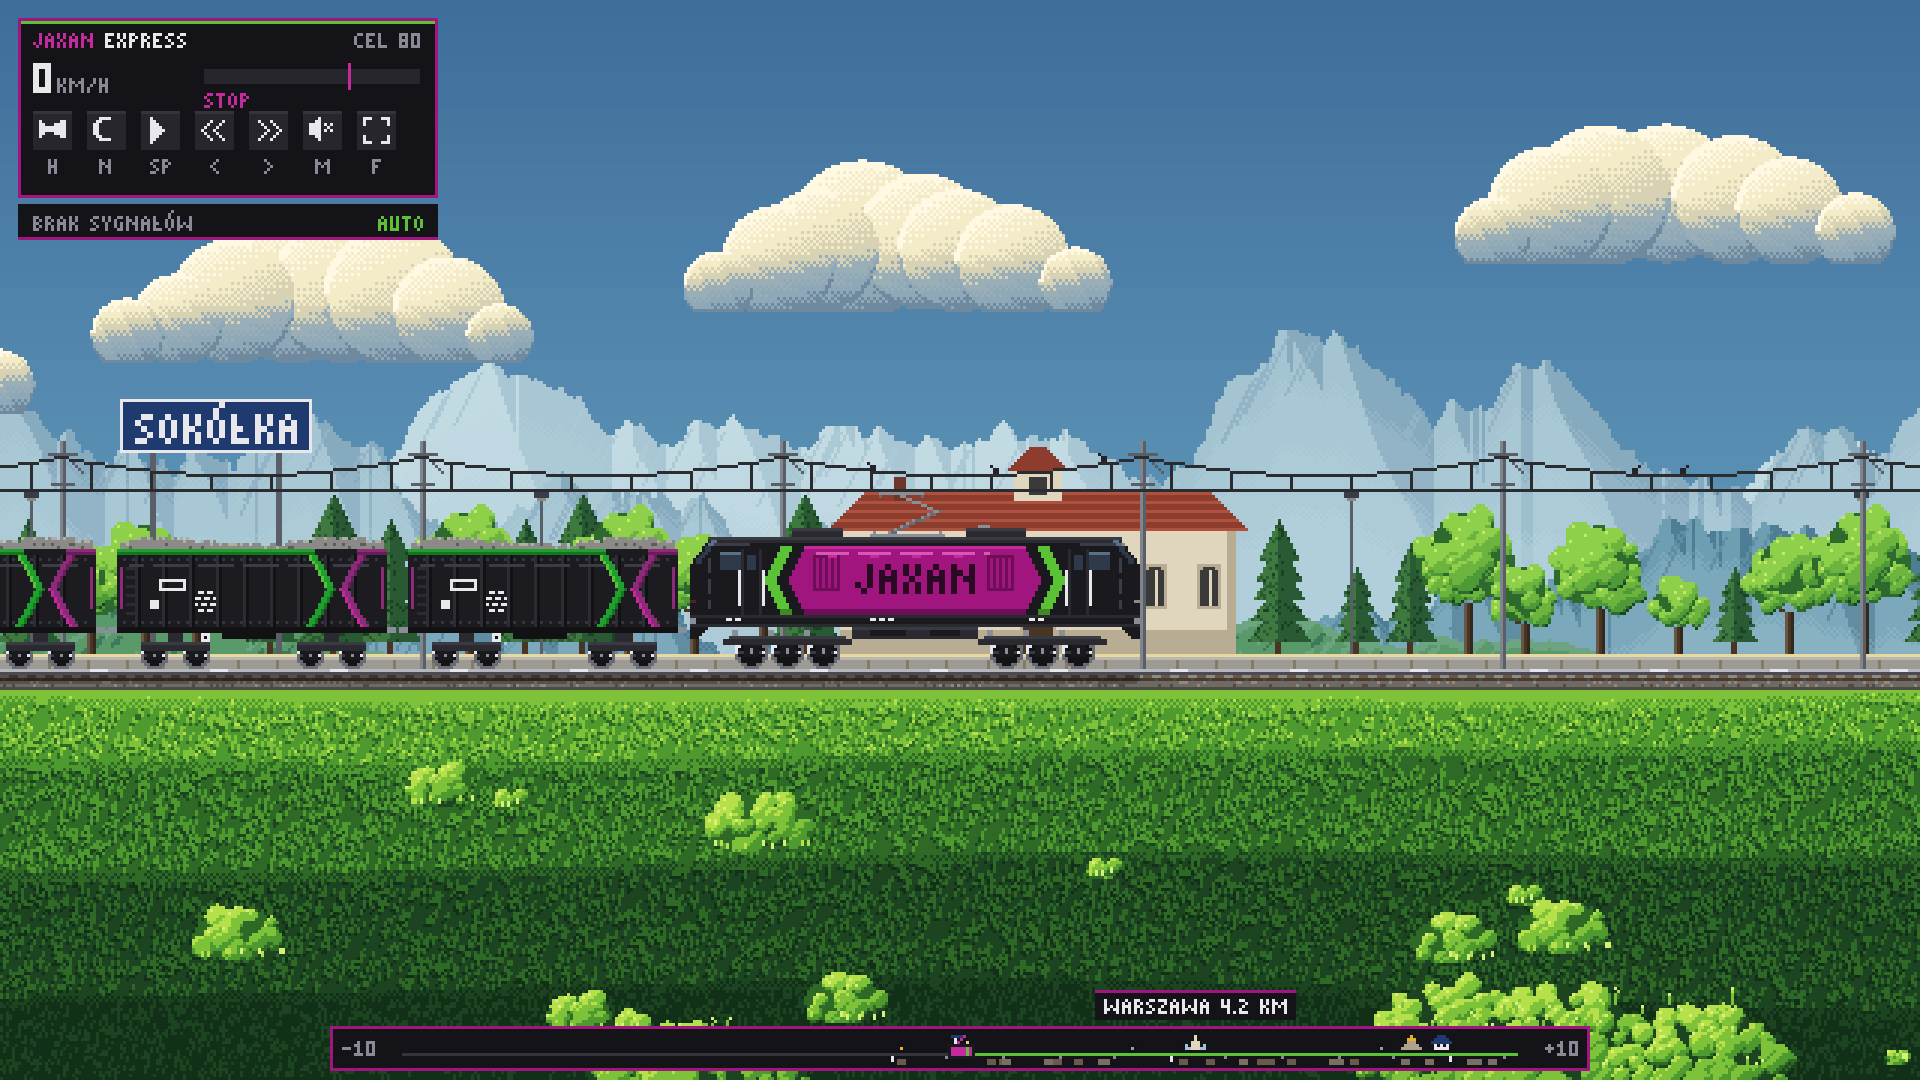 JAXAN EXPRESS CEL 80
0 KM/H
STOP
H N SP < > M F
BRAK SYGNAŁÓW AUTO
SOKÓŁKA
JAXAN
WARSZAWA 4.2 KM
-10 +10